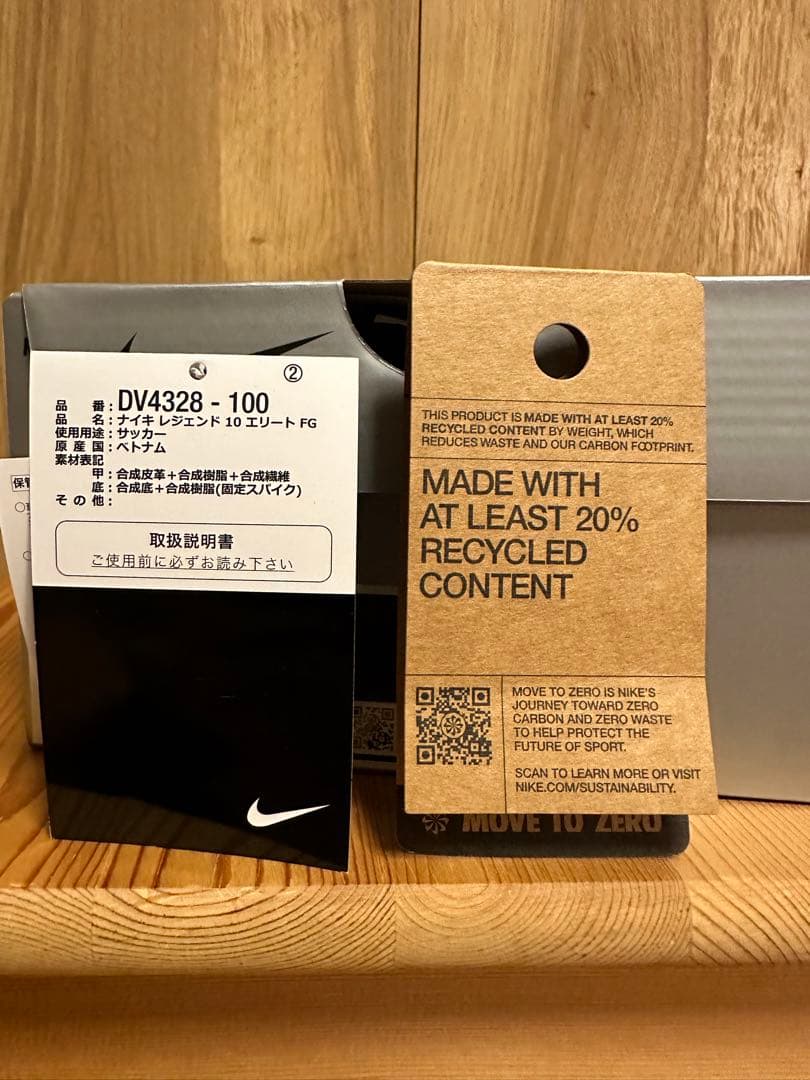 ②
品 番：DV4328 - 100
品 名：ナイキ レジェンド 10 エリート FG
使用用途：サッカー
原 産 国：ベトナム
素材表記
甲：合成皮革＋合成樹脂＋合成繊維
底：合成底＋合成樹脂(固定スパイク)
そ の 他：
取扱説明書
ご使用前に必ずお読み下さい
THIS PRODUCT IS MADE WITH AT LEAST 20%
RECYCLED CONTENT BY WEIGHT, WHICH
REDUCES WASTE AND OUR CARBON FOOTPRINT.
MADE WITH
AT LEAST 20%
RECYCLED
CONTENT
MOVE TO ZERO IS NIKE'S
JOURNEY TOWARD ZERO
CARBON AND ZERO WASTE
TO HELP PROTECT THE
FUTURE OF SPORT.
SCAN TO LEARN MORE OR VISIT
NIKE.COM/SUSTAINABILITY.
MOVE TO ZERO